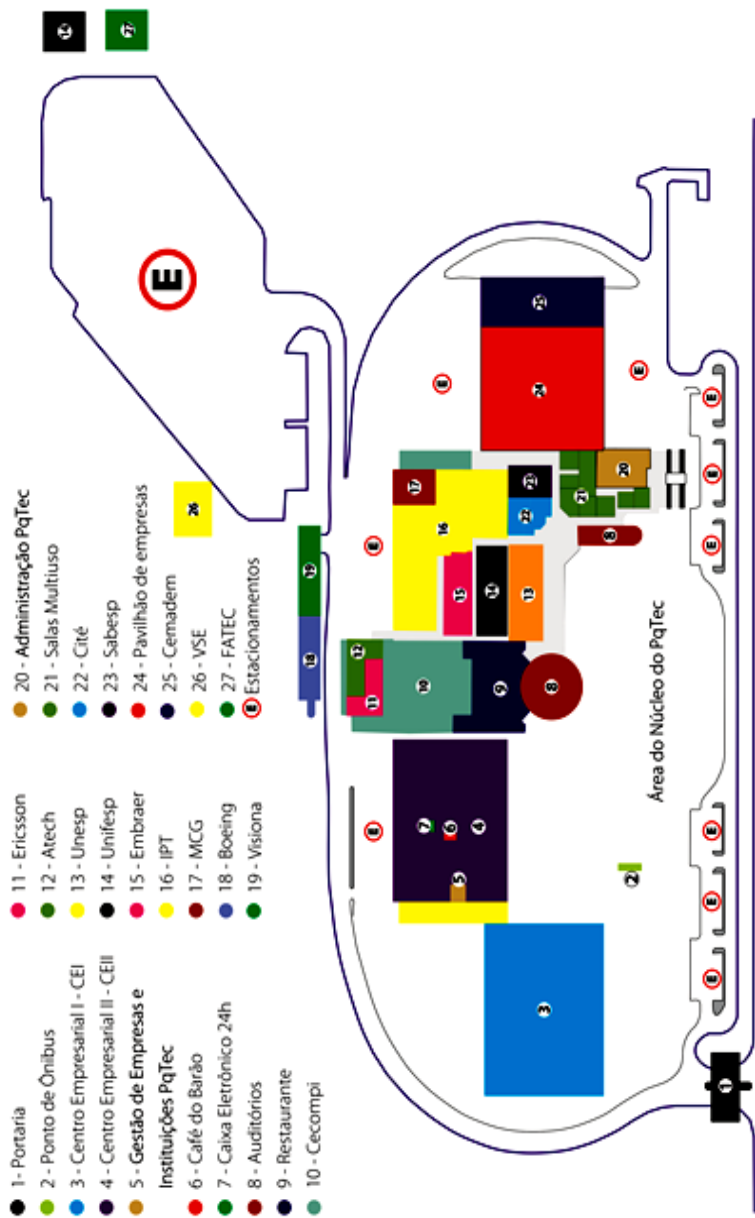 1- Portaria
2 - Ponto de Ônibus
3 - Centro Empresarial I - CEI
4 - Centro Empresarial II - CEII
5 - Gestão de Empresas e
Instituições PqTec
6 - Café do Barão
7 - Caixa Eletrônico 24h
8 - Auditórios
9 - Restaurante
10 - Cecompi
11 - Ericsson
12 - Atech
13 - Unesp
14 - Unifesp
15 - Embraer
16 - IPT
17 - MCG
18 - Boeing
19 - Visiona
20 - Administração PqTec
21 - Salas Multiuso
22 - Cité
23 - Sabesp
24 - Pavilhão de empresas
25 - Cemadem
26 - VSE
27 - FATEC
E Estacionamentos
14
27
E
26
18
19
E
E
E
12
11
10
9
8
17
16
15
14
13
22
23
24
25
7
6
4
5
3
21
20
8
E
2
Área do Núcleo do PqTec
1
E
E
E
E
E
E